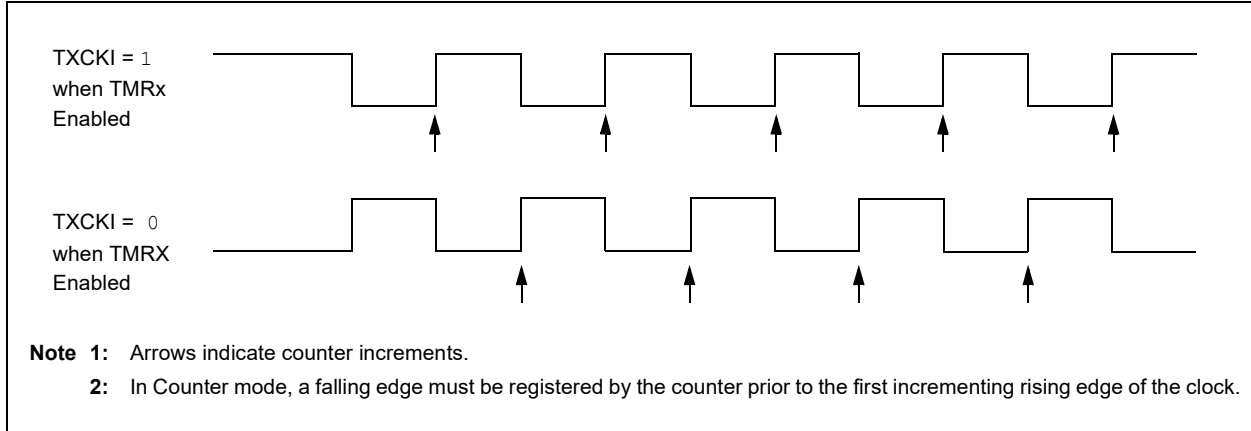 TXCKI = 1
when TMRx
Enabled
TXCKI = 0
when TMRX
Enabled
Note 1: Arrows indicate counter increments.
2: In Counter mode, a falling edge must be registered by the counter prior to the first incrementing rising edge of the clock.